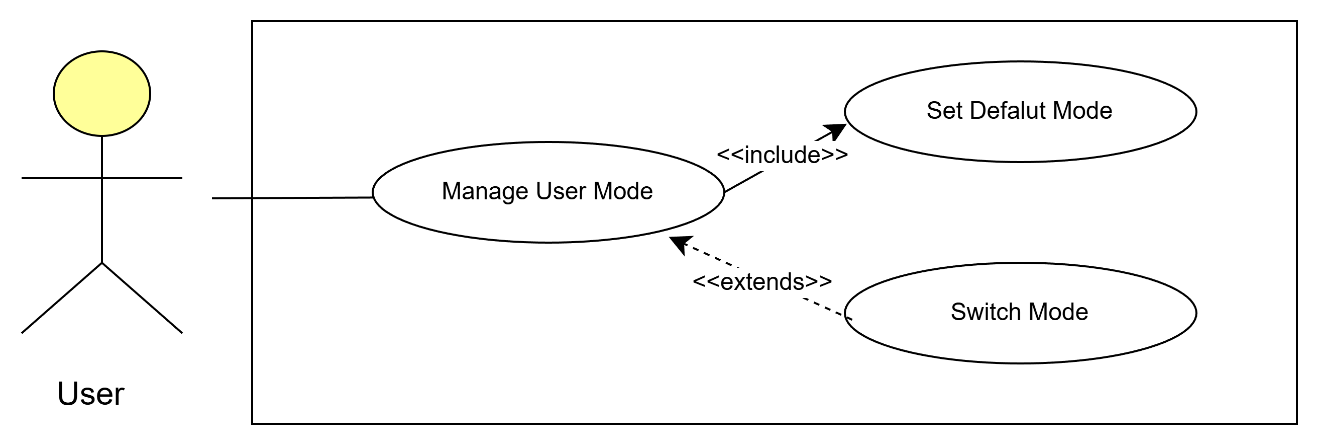 Set Defalut Mode
<<include>>
Manage User Mode
<<extends>>
Switch Mode
User